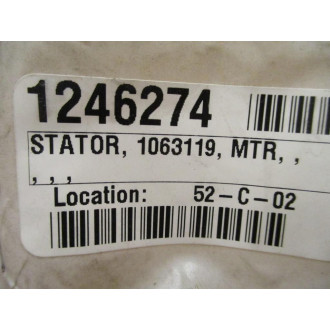 1246274
STATOR, 1063119, MTR, ,
, , ,
Location: 52-C-02